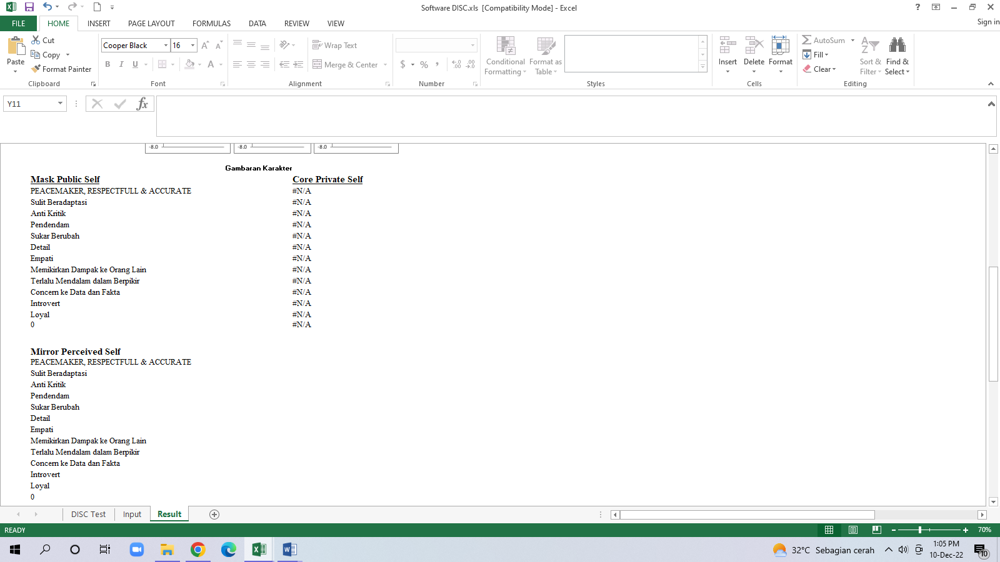 Software DISC.xls [Compatibility Mode] - Excel
?
Sign in
FILE HOME INSERT PAGE LAYOUT FORMULAS DATA REVIEW VIEW
Paste
Cut
Copy
Format Painter
Clipboard
Cooper Black 16
B I U
Font
Wrap Text
Merge & Center
Alignment
$ % ,
Number
Conditional Formatting
Format as Table
Styles
Insert Delete Format
Cells
AutoSum
Fill
Clear
Sort & Filter
Find & Select
Editing
Y11
fx
-8.0 -8.0 -8.0
Gambaran Karakter
Mask Public Self Core Private Self
PEACEMAKER, RESPECTFULL & ACCURATE #N/A
Sulit Beradaptasi #N/A
Anti Kritik #N/A
Pendendam #N/A
Sukar Berubah #N/A
Detail #N/A
Empati #N/A
Memikirkan Dampak ke Orang Lain #N/A
Terlalu Mendalam dalam Berpikir #N/A
Concern ke Data dan Fakta #N/A
Introvert #N/A
Loyal #N/A
0 #N/A
Mirror Perceived Self
PEACEMAKER, RESPECTFULL & ACCURATE
Sulit Beradaptasi
Anti Kritik
Pendendam
Sukar Berubah
Detail
Empati
Memikirkan Dampak ke Orang Lain
Terlalu Mendalam dalam Berpikir
Concern ke Data dan Fakta
Introvert
Loyal
0
DISC Test Input Result
READY
70%
32°C Sebagian cerah
1:05 PM
10-Dec-22
10